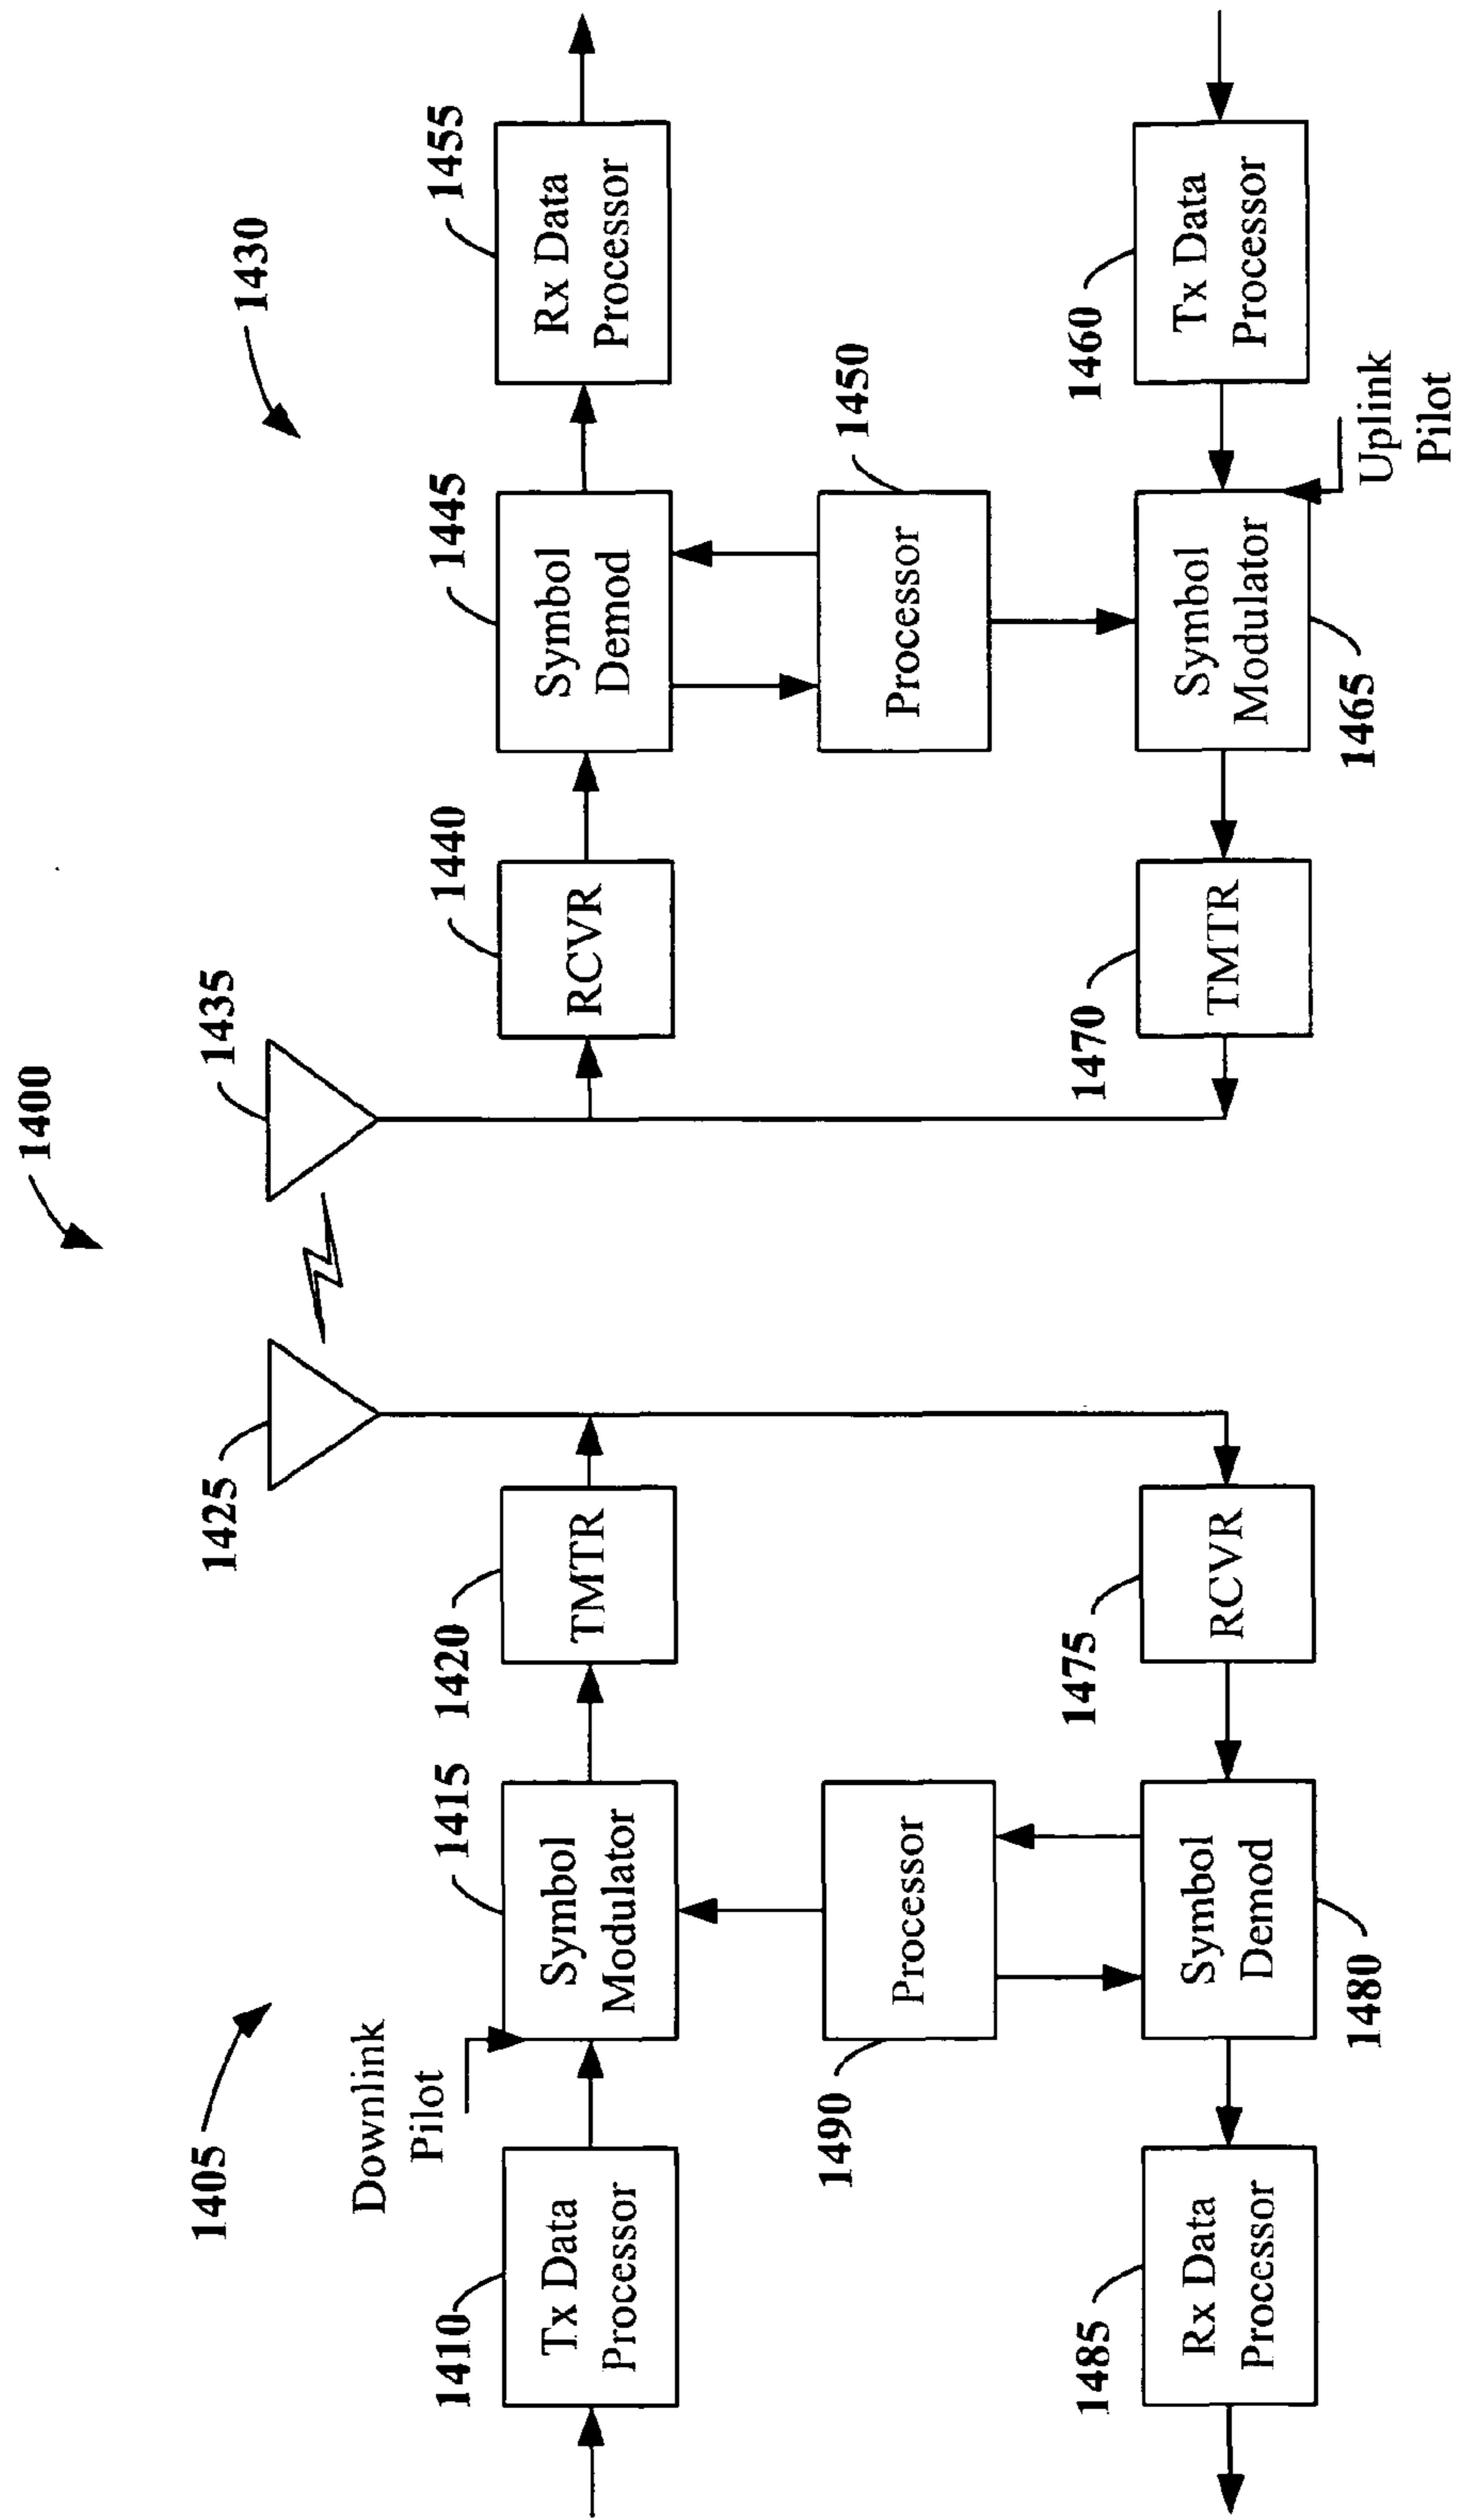 1400
1405
1425
1435
1430
Downlink
Pilot
1410
1415
1420
1440
1445
1455
Tx Data
Processor
Symbol
Modulator
TMTR
RCVR
Symbol
Demod
Rx Data
Processor
1490
Processor
Processor
1450
1485
1475
1470
1460
Rx Data
Processor
Symbol
Demod
RCVR
TMTR
Symbol
Modulator
Tx Data
Processor
1480
1465
Uplink
Pilot